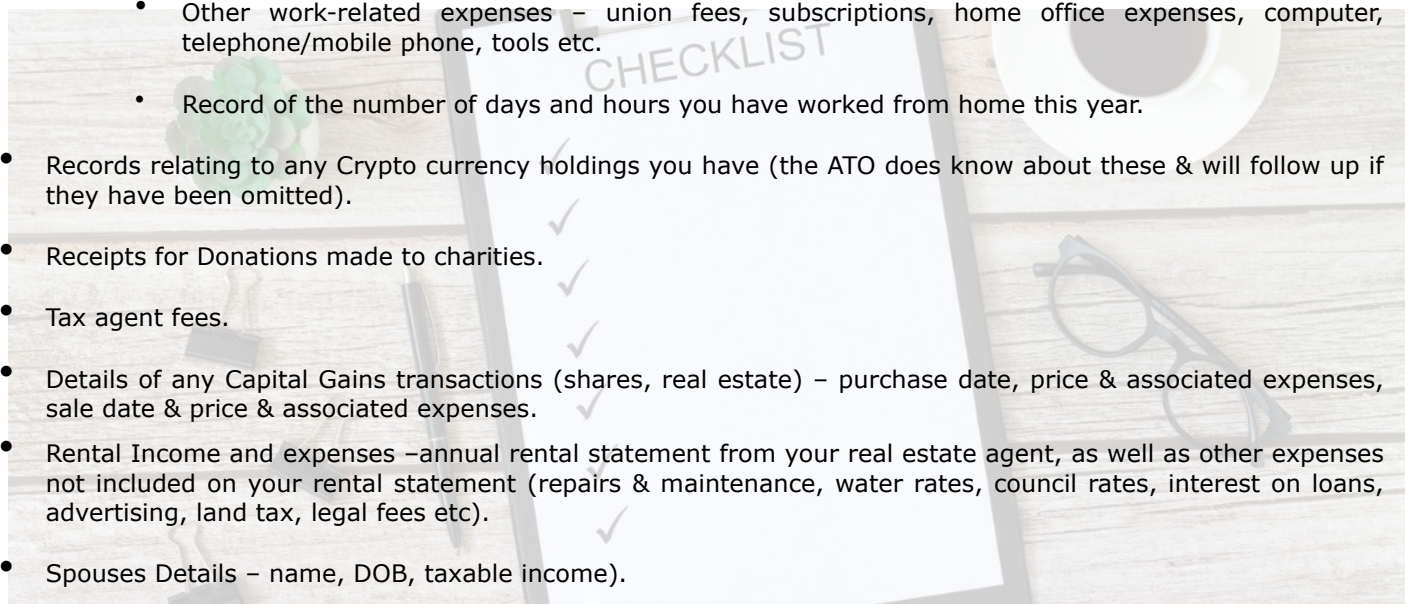 • Other work-related expenses – union fees, subscriptions, home office expenses, computer,
telephone/mobile phone, tools etc.
CHECKLIST
• Record of the number of days and hours you have worked from home this year.
• Records relating to any Crypto currency holdings you have (the ATO does know about these & will follow up if
they have been omitted).
• Receipts for Donations made to charities.
• Tax agent fees.
• Details of any Capital Gains transactions (shares, real estate) – purchase date, price & associated expenses,
sale date & price & associated expenses.
• Rental Income and expenses –annual rental statement from your real estate agent, as well as other expenses
not included on your rental statement (repairs & maintenance, water rates, council rates, interest on loans,
advertising, land tax, legal fees etc).
• Spouses Details – name, DOB, taxable income).